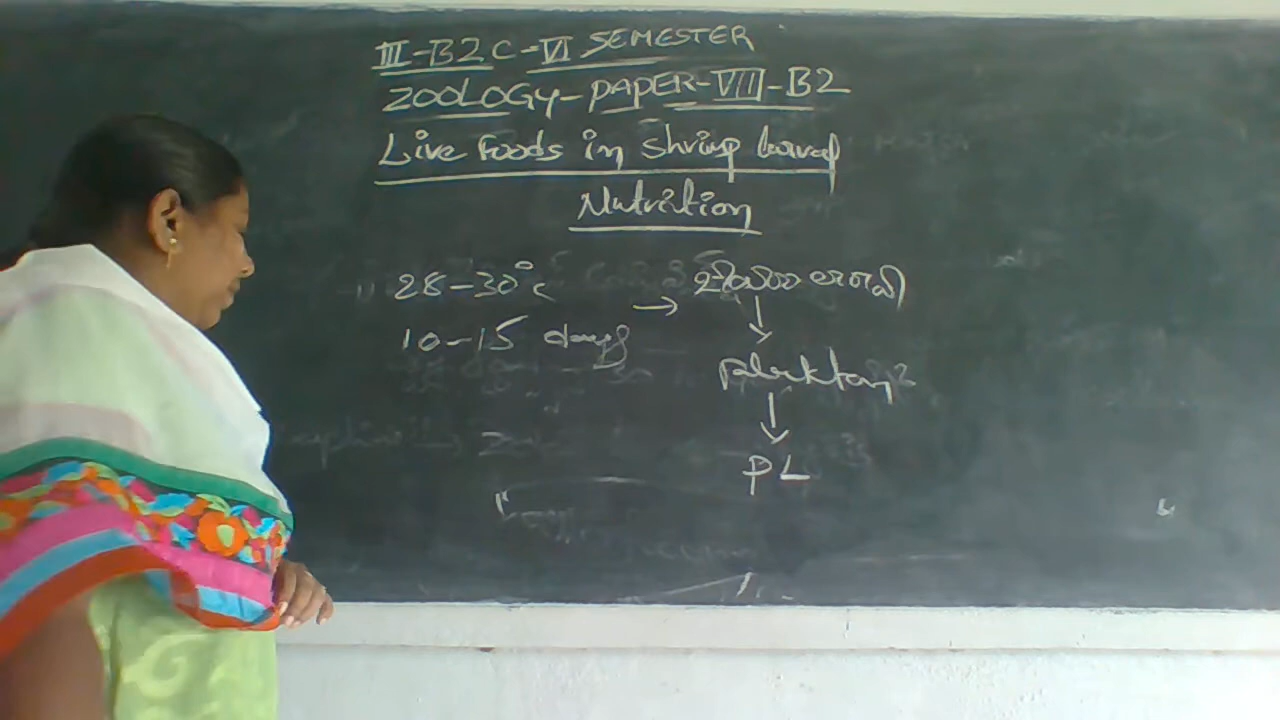 III-B2C-VI SEMESTER
ZOOLOGY-PAPER-VII-B2
Live Foods in Shrimp larval
Nutrition
28-30°c
10-15 days →
↓
plankton
↓
PL